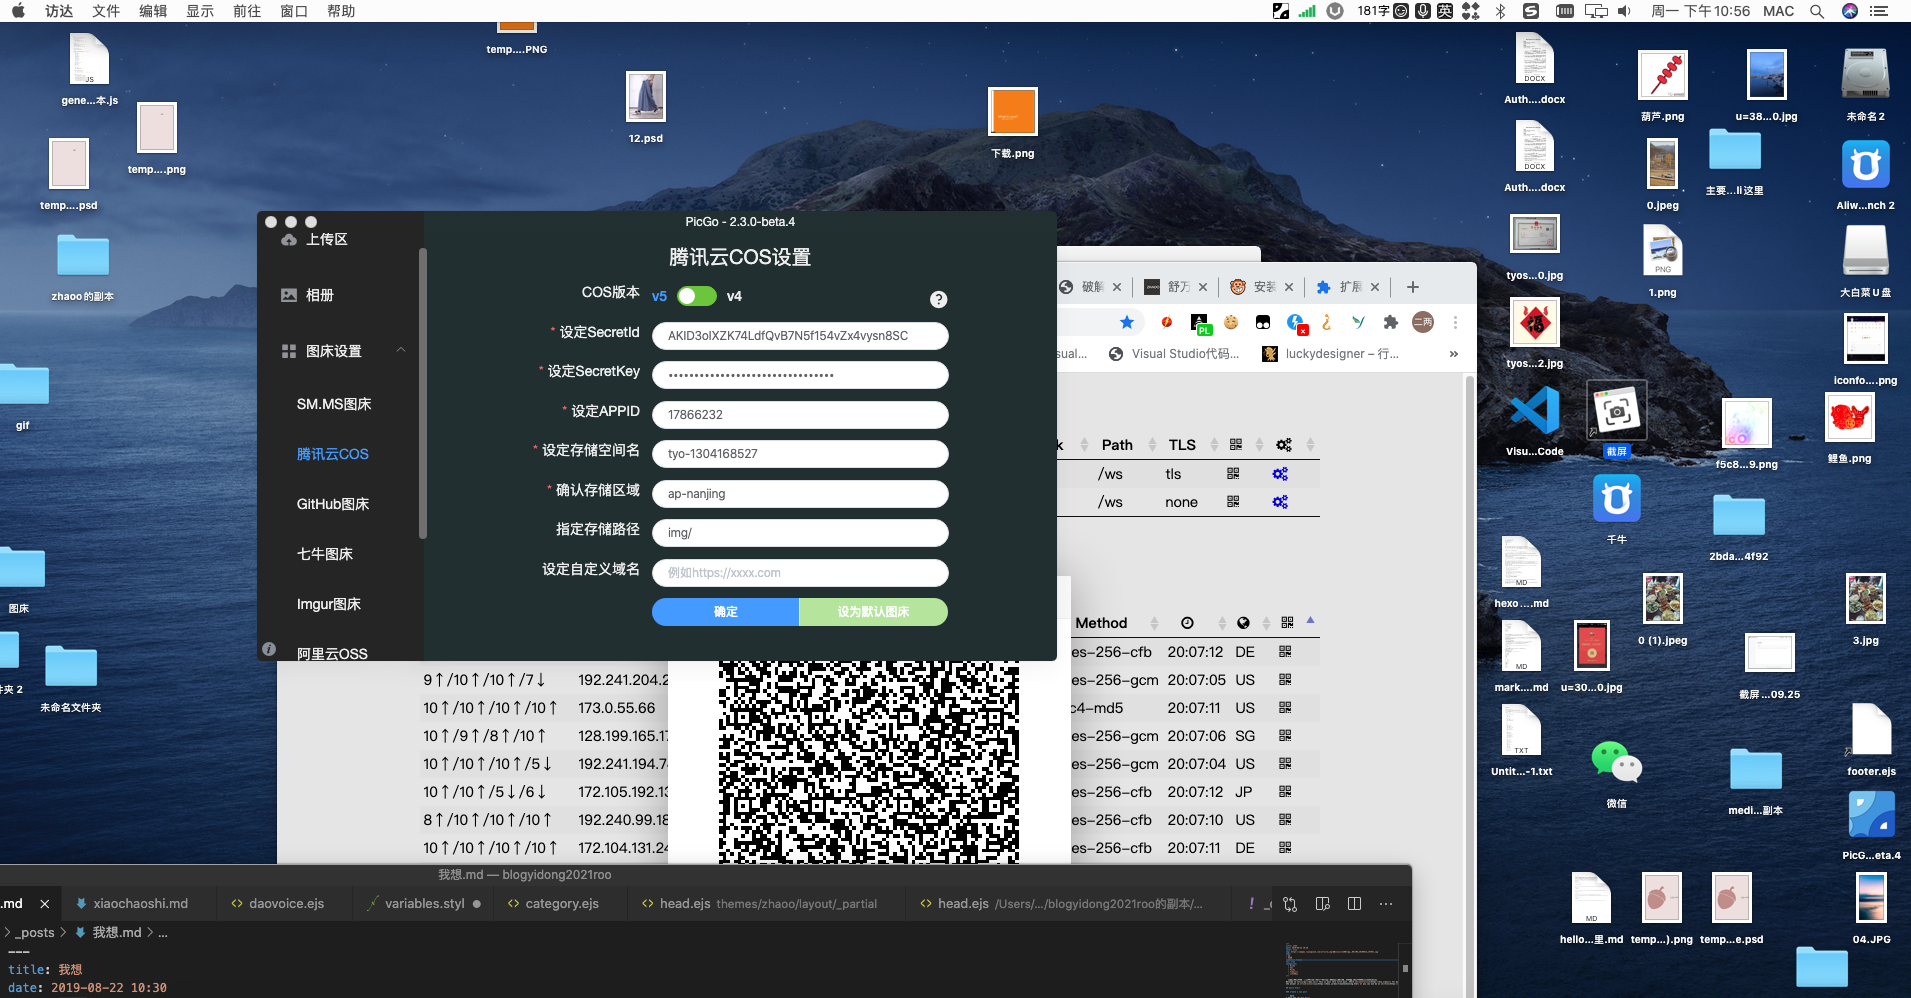 访达 文件 编辑 显示 前往 窗口 帮助
181字 英 周一 下午10:56 MAC
gene...本.js
temp....PNG
temp....png
temp....psd
12.psd
下载.png
zhaoo的副本
gif
图床
件夹 2
未命名文件夹
Auth....docx
葫芦.png
u=38...0.jpg
未命名 2
Auth....docx
0.jpeg
主要...li这里
Aliw...nch 2
tyos...0.jpg
1.png
大白菜U盘
tyos...2.jpg
iconfo....png
Visu...Code
截屏
f5c8...9.png
鲤鱼.png
千牛
2bda...4f92
hexo ....md
0 (1).jpeg
3.jpg
mark....md
u=30...0.jpg
截屏...09.25
Untit...-1.txt
微信
medi...副本
footer.ejs
PicG...eta.4
hello...里.md
temp...).png
temp...e.psd
04.JPG
PicGo - 2.3.0-beta.4
上传区
相册
图床设置
SM.MS图床
腾讯云COS
GitHub图床
七牛图床
Imgur图床
阿里云OSS
腾讯云COS设置
COS版本 v5 v4 ?
* 设定SecretId AKID3olXZK74LdfQvB7N5f154vZx4vysn8SC
* 设定SecretKey ••••••••••••••••••••••••••••••••
* 设定APPID 17866232
* 设定存储空间名 tyo-1304168527
* 确认存储区域 ap-nanjing
指定存储路径 img/
设定自定义域名 例如https://xxxx.com
确定 设为默认图床
破解 舒万 安装 扩展
PL 二两
sual... Visual Studio代码... luckydesigner – 行... »
k Path TLS
/ws tls
/ws none
Method
es-256-cfb 20:07:12 DE
9↑/10↑/10↑/7↓ 192.241.204.2 es-256-gcm 20:07:05 US
10↑/10↑/10↑/10↑ 173.0.55.66 c4-md5 20:07:11 US
10↑/9↑/8↑/10↑ 128.199.165.17 es-256-gcm 20:07:06 SG
10↑/10↑/10↑/5↓ 192.241.194.7 es-256-gcm 20:07:04 US
10↑/10↑/5↓/6↓ 172.105.192.13 es-256-cfb 20:07:12 JP
8↑/10↑/10↑/10↑ 192.240.99.18 es-256-cfb 20:07:10 US
10↑/10↑/10↑/10↑ 172.104.131.24 es-256-cfb 20:07:11 DE
我想.md — blogyidong2021roo
.md xiaochaoshi.md daovoice.ejs variables.styl category.ejs head.ejs themes/zhaoo/layout/_partial head.ejs /Users/.../blogyidong2021roo的副本/...
_posts > 我想.md > ...
---
title: 我想
date: 2019-08-22 10:30